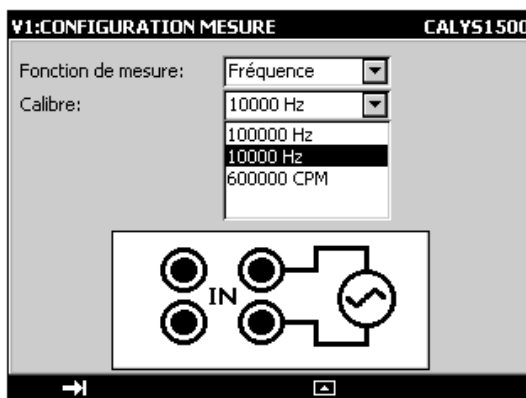 V1:CONFIGURATION MESURE CALYS1500
Fonction de mesure: Fréquence
Calibre: 10000 Hz
100000 Hz
10000 Hz
600000 CPM
IN